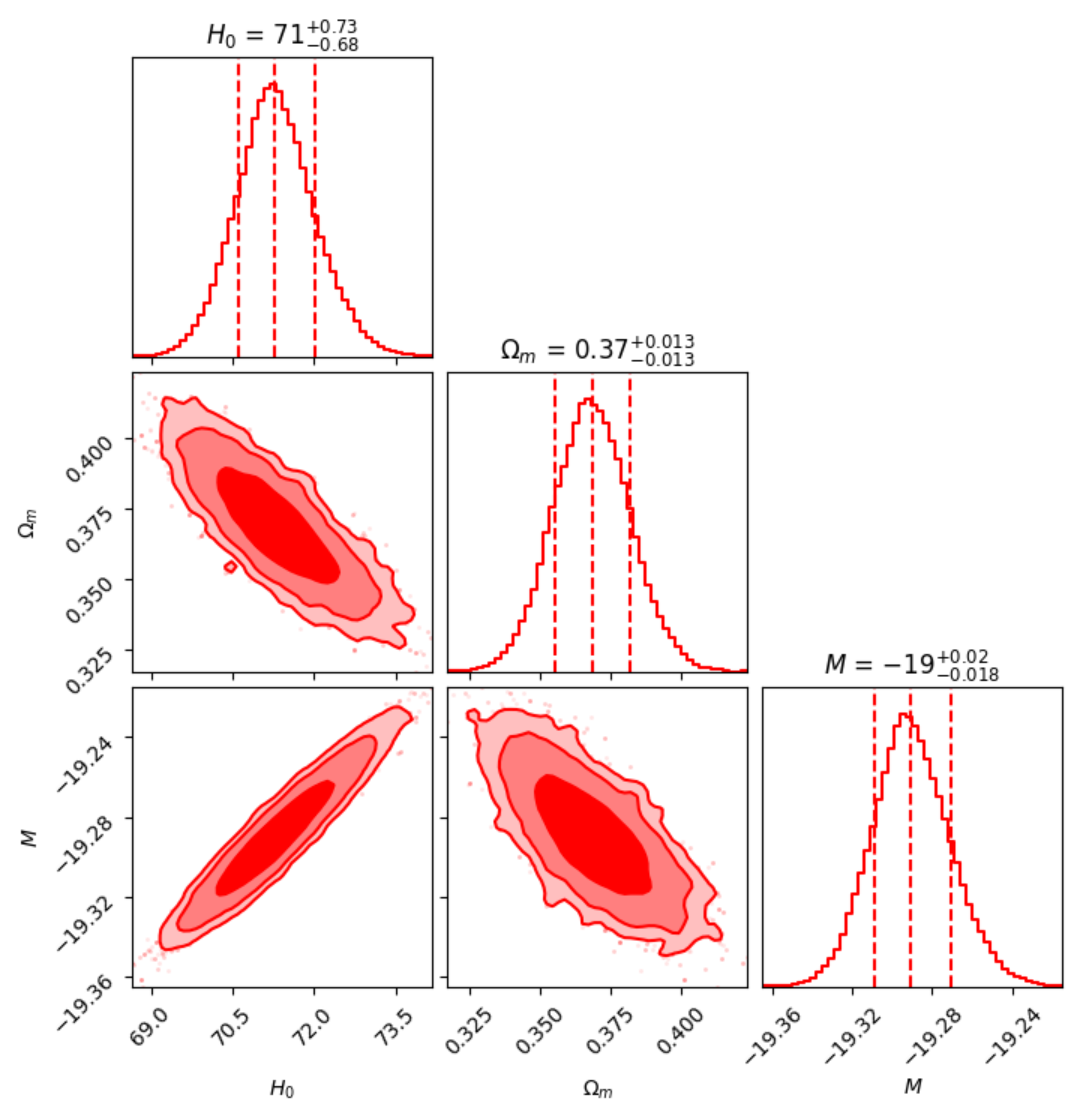 H₀ = 71⁺⁰·⁷³₋₀.₆₈
Ωₘ = 0.37^{+0.013}_{-0.013}
0.400
0.375
0.350
0.325
Ωₘ
M = −19^{+0.02}_{-0.018}
−19.24
−19.28
−19.32
−19.36
M
69.0 70.5 72.0 73.5
0.325 0.350 0.375 0.400
−19.36 −19.32 −19.28 −19.24
H₀ Ωₘ M